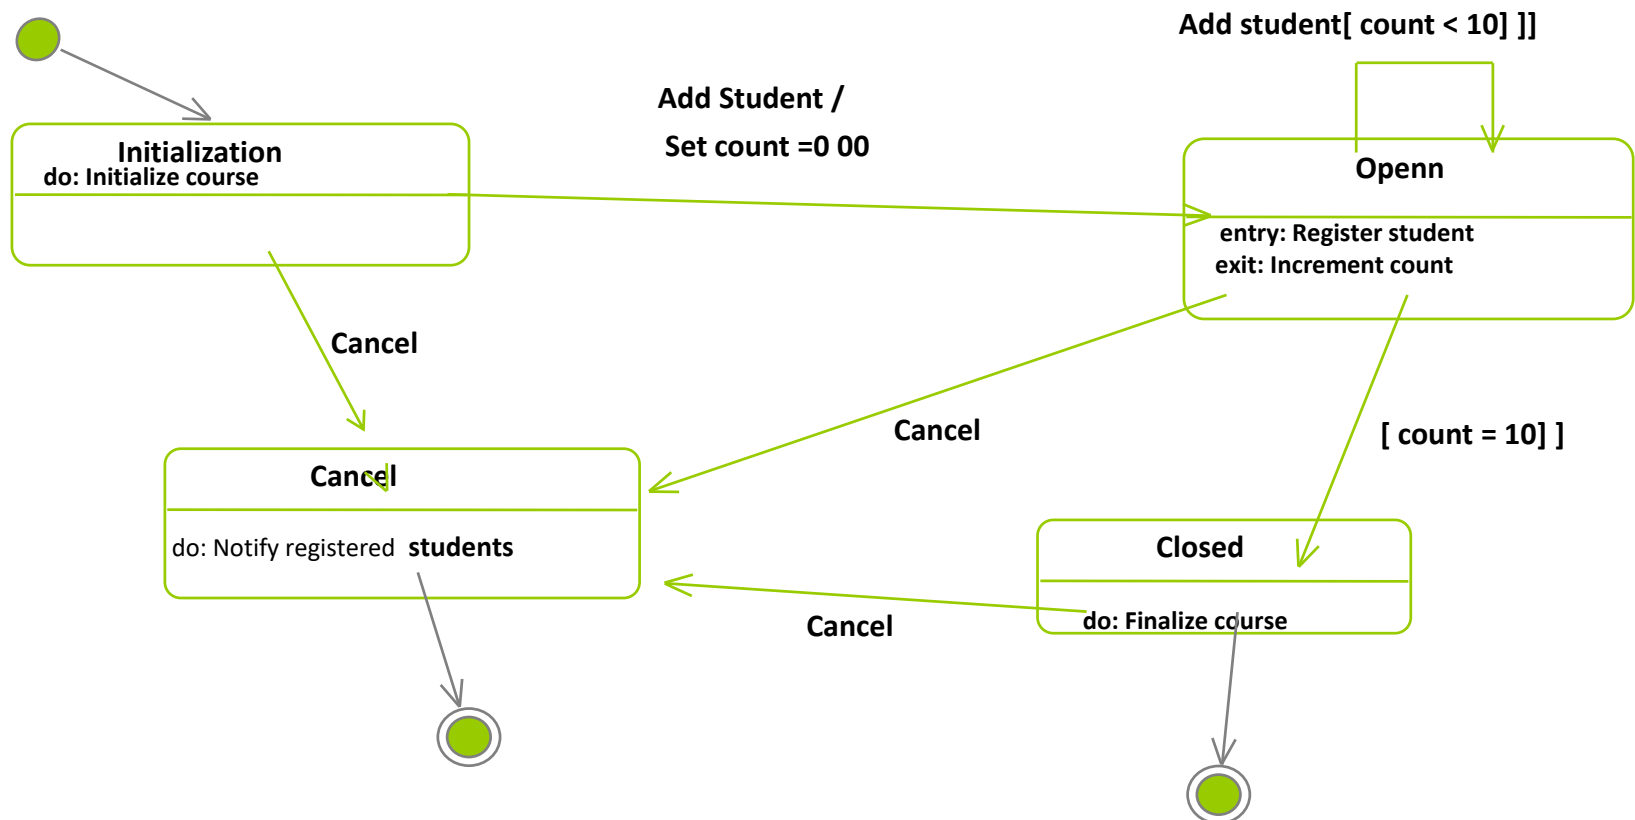 Add student[ count < 10] ]]
Add Student /
Set count =0 00
Initialization
do: Initialize course
Openn
entry: Register student
exit: Increment count
Cancel
Cancel
[ count = 10] ]
Cancel
do: Notify registered students
Closed
do: Finalize course
Cancel